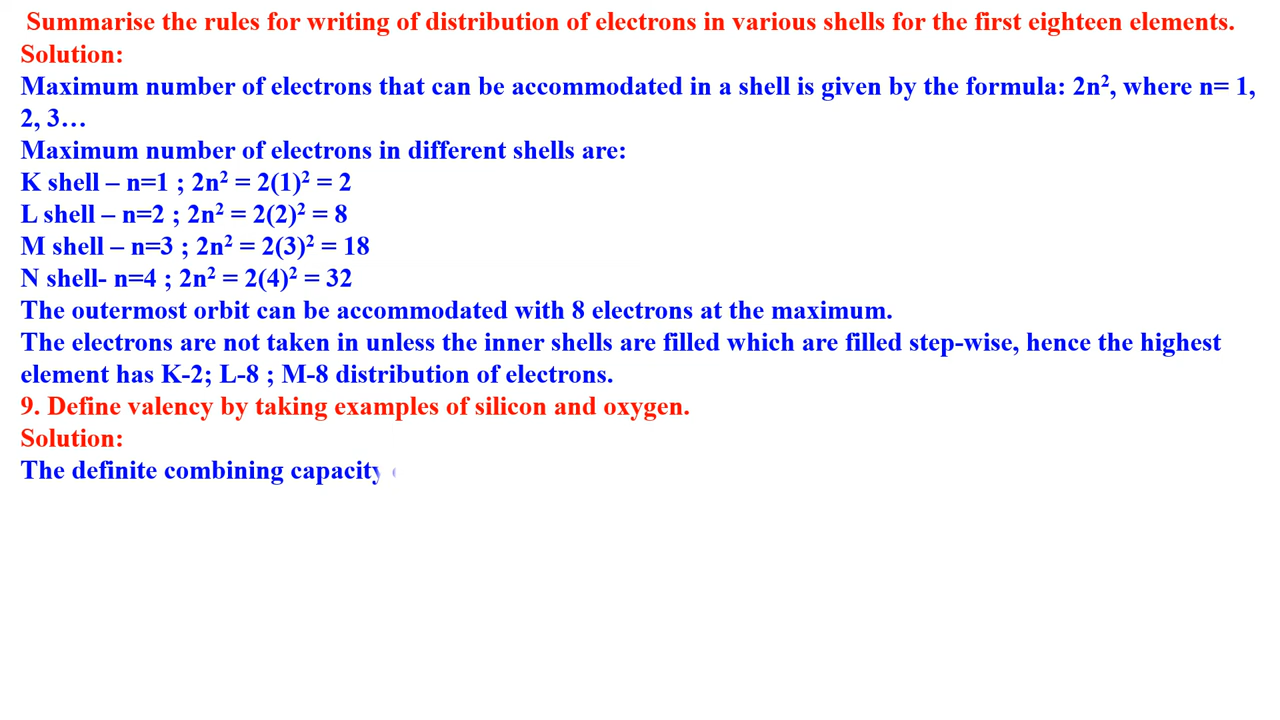 Summarise the rules for writing of distribution of electrons in various shells for the first eighteen elements.
Solution:
Maximum number of electrons that can be accommodated in a shell is given by the formula: 2n², where n= 1,
2, 3…
Maximum number of electrons in different shells are:
K shell – n=1 ; 2n² = 2(1)² = 2
L shell – n=2 ; 2n² = 2(2)² = 8
M shell – n=3 ; 2n² = 2(3)² = 18
N shell- n=4 ; 2n² = 2(4)² = 32
The outermost orbit can be accommodated with 8 electrons at the maximum.
The electrons are not taken in unless the inner shells are filled which are filled step-wise, hence the highest
element has K-2; L-8 ; M-8 distribution of electrons.
9. Define valency by taking examples of silicon and oxygen.
Solution:
The definite combining capacity